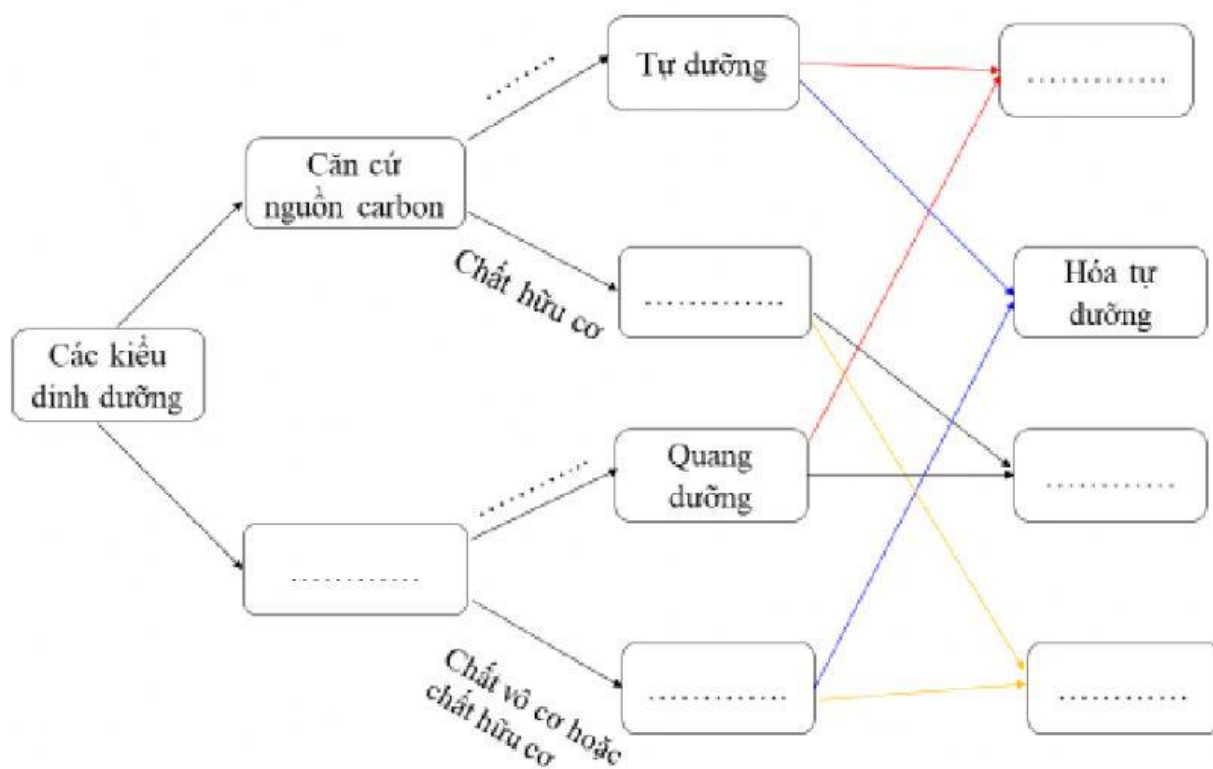 Tự dưỡng
..............
..........
Căn cứ
nguồn carbon
Chất hữu cơ
..............
Hóa tự
dưỡng
Các kiểu
dinh dưỡng
Quang
dưỡng
.............
............
.............
Chất vô cơ hoặc
chất hữu cơ
..............
.............